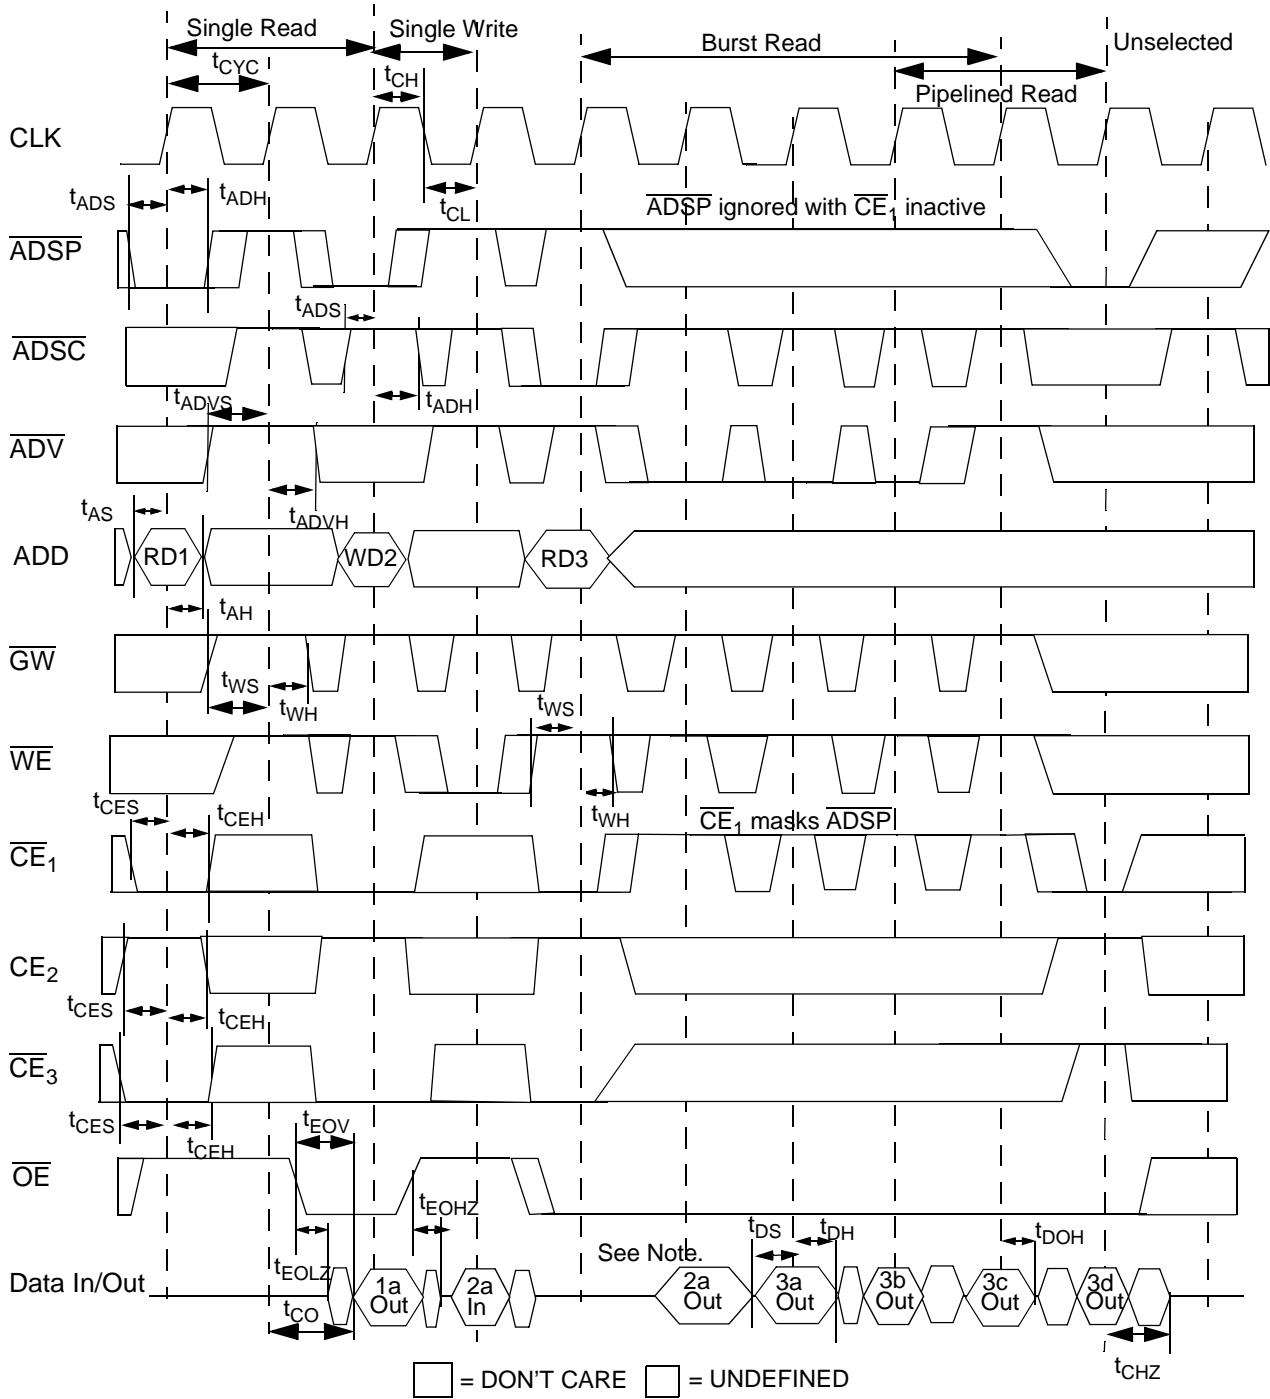 Single Read Single Write Burst Read Unselected
tCYC tCH Pipelined Read
CLK
tADS tADH tCL ADSP ignored with CE1 inactive
ADSP
tADS
ADSC
tADVS tADH
ADV
tAS tADVH
ADD RD1 WD2 RD3
tAH
GW
tWS tWH tWS
WE
tCES tCEH tWH CE1 masks ADSP
CE1
CE2
tCES tCEH
CE3
tCES tCEH tEOV
OE
tEOHZ tDS tDH tDOH
See Note.
Data In/Out tEOLZ 1a Out 2a In 2a Out 3a Out 3b Out 3c Out 3d Out
tCO tCHZ
= DON'T CARE = UNDEFINED